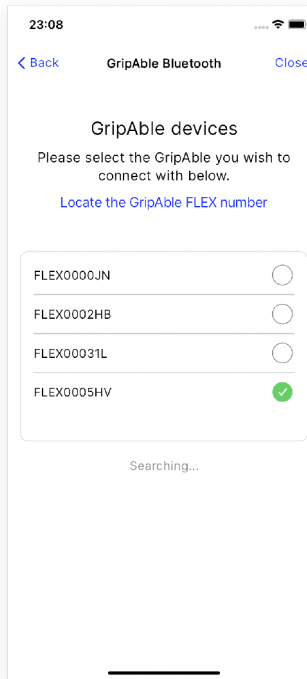 23:08
Back
GripAble Bluetooth
Close
GripAble devices
Please select the GripAble you wish to
connect with below.
Locate the GripAble FLEX number
FLEX0000JN
FLEX0002HB
FLEX00031L
FLEX0005HV
Searching...